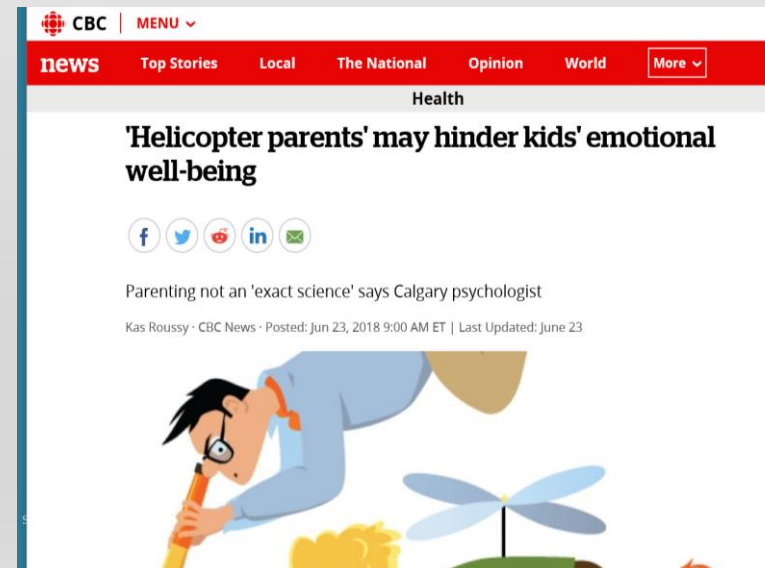 CBC MENU
news Top Stories Local The National Opinion World More
Health
'Helicopter parents' may hinder kids' emotional
well-being
f in
Parenting not an 'exact science' says Calgary psychologist
Kas Roussy · CBC News · Posted: Jun 23, 2018 9:00 AM ET | Last Updated: June 23